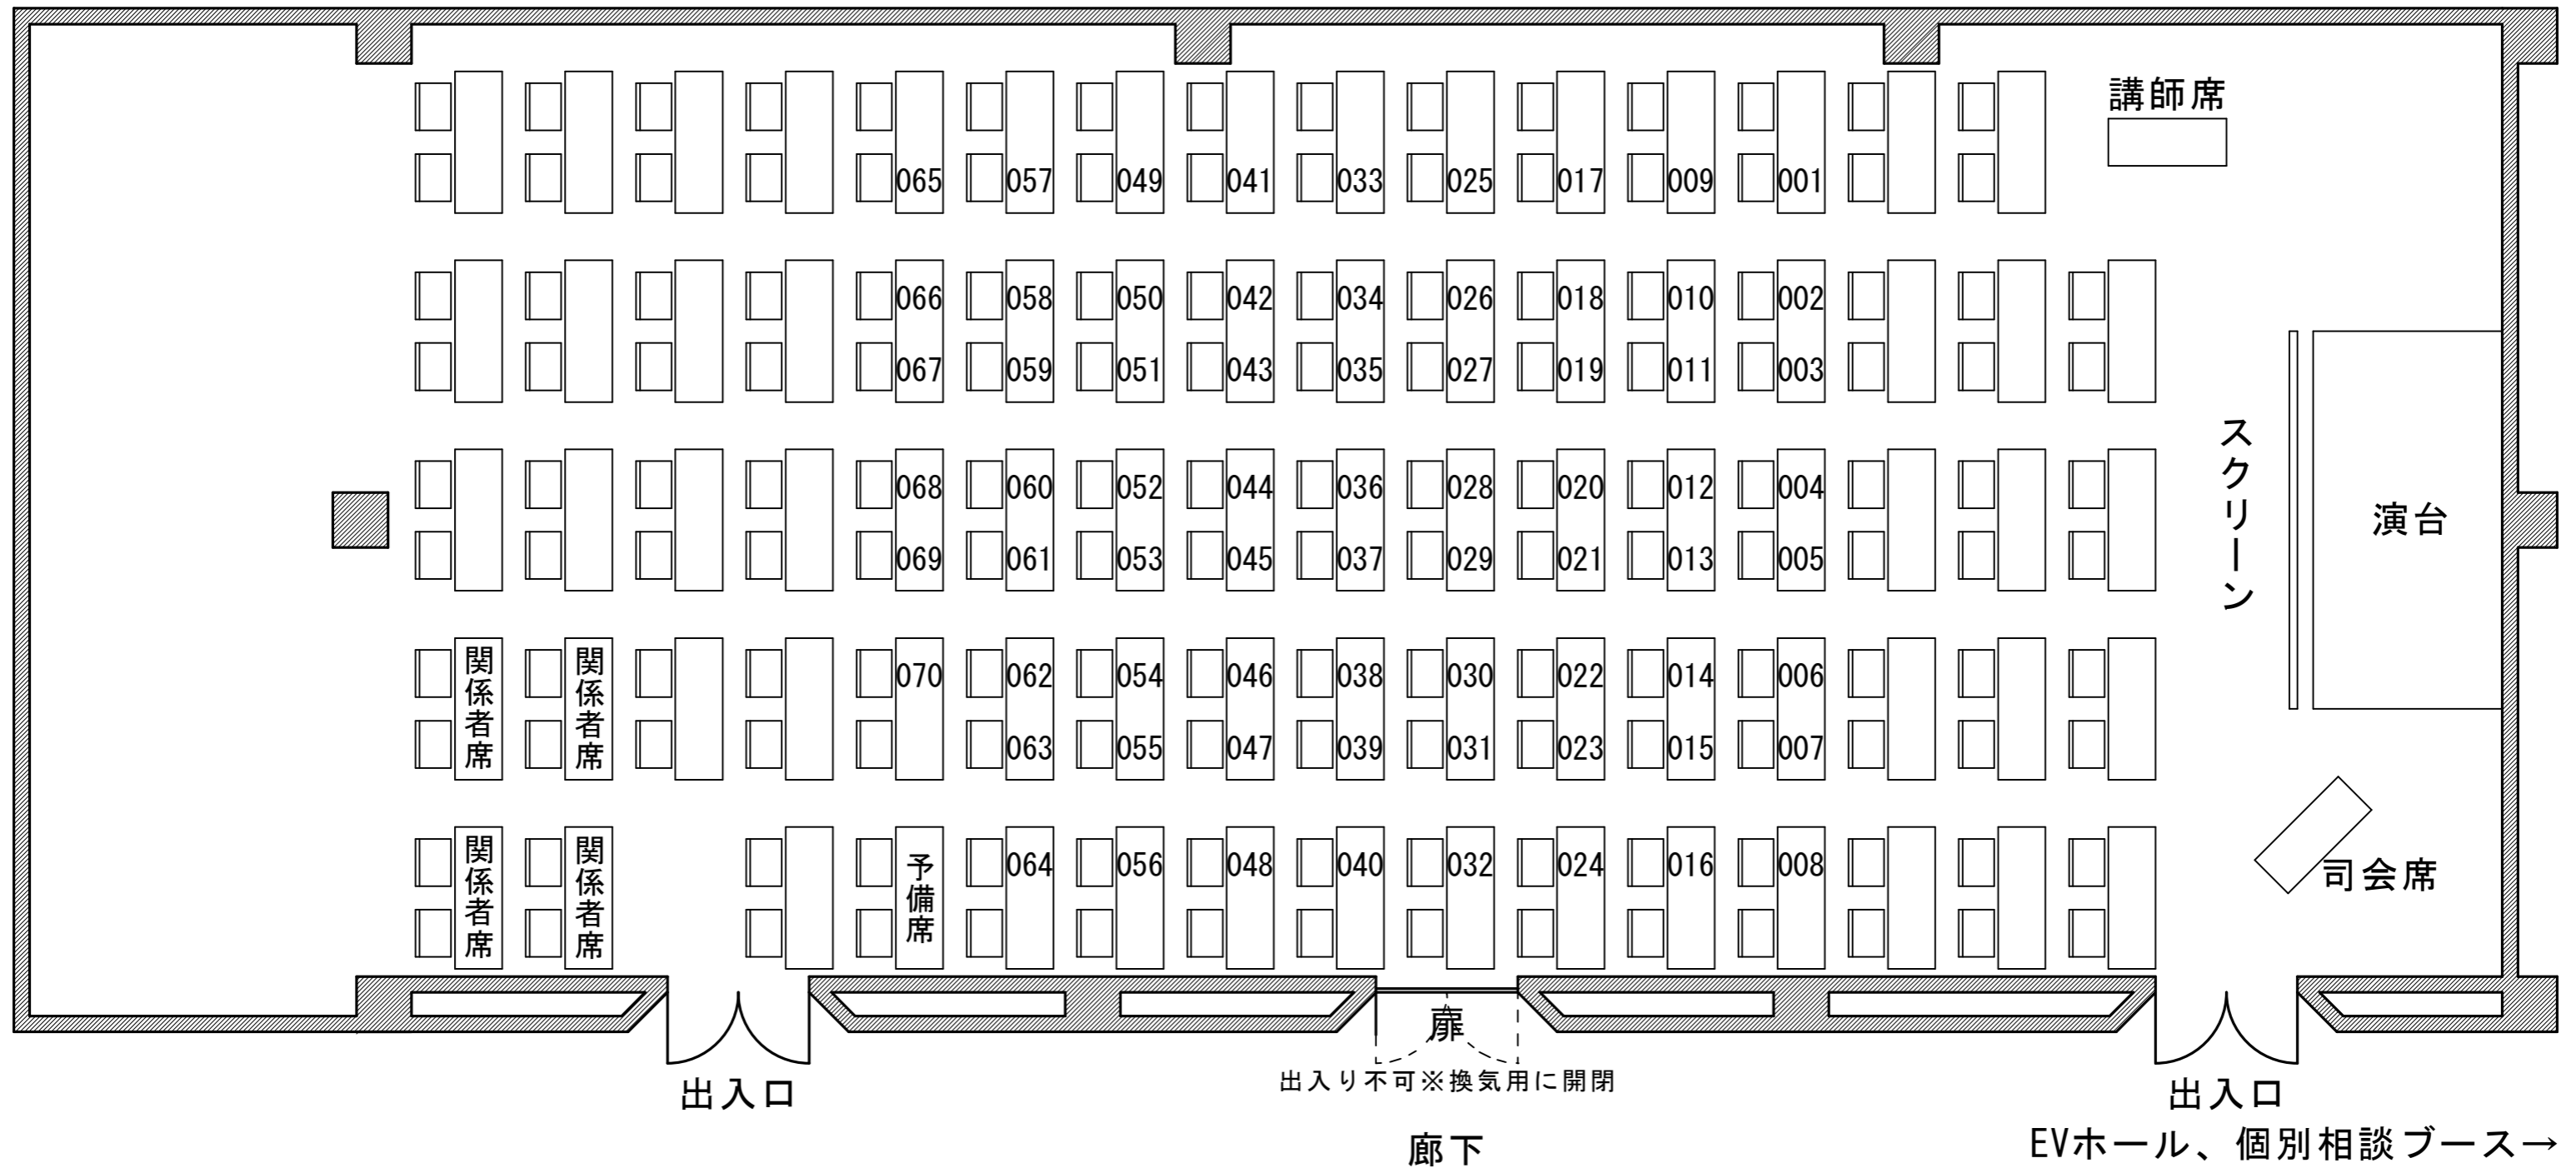 講師席
065 057 049 041 033 025 017 009 001
066 058 050 042 034 026 018 010 002
067 059 051 043 035 027 019 011 003
スクリーン
068 060 052 044 036 028 020 012 004
演台
069 061 053 045 037 029 021 013 005
関係者席 関係者席
070 062 054 046 038 030 022 014 006
063 055 047 039 031 023 015 007
関係者席 関係者席 予備席
064 056 048 040 032 024 016 008
司会席
扉
出入り不可※換気用に開閉
出入口
出入口
廊下
EVホール、個別相談ブース→